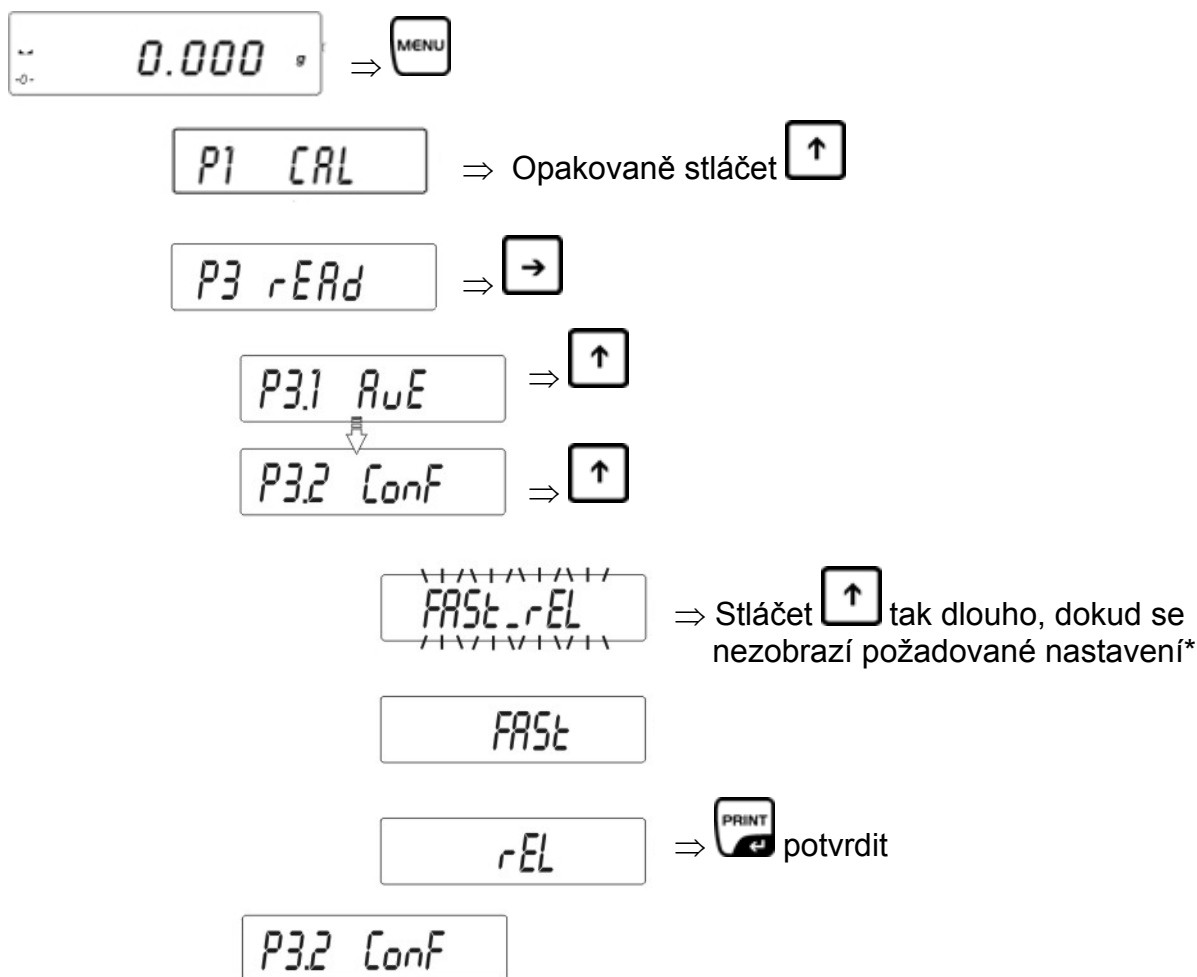 0.000 g ⇒ MENU
-0-
P1 CAL ⇒ Opakovaně stláčet ↑
P3 rEAd ⇒ →
P3.1 AvE ⇒ ↑
P3.2 ConF ⇒ ↑
FASt_rEL ⇒ Stláčet ↑ tak dlouho, dokud se
nezobrazí požadované nastavení*
FASt
rEL ⇒ PRINT potvrdit
P3.2 ConF